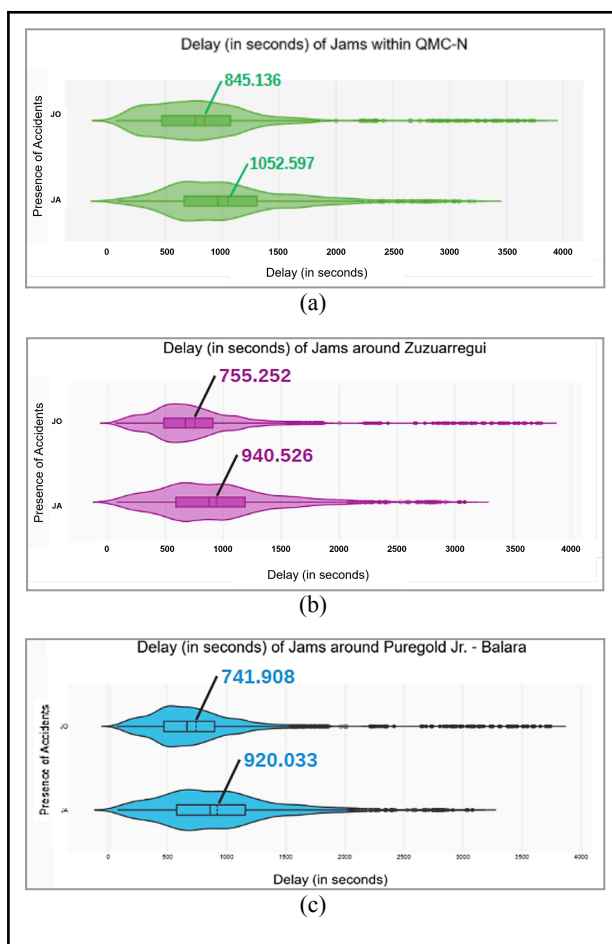 Delay (in seconds) of Jams within QMC-N
845.136
JO
1052.597
JA
Presence of Accidents
0 500 1000 1500 2000 2500 3000 3500 4000
Delay (in seconds)
(a)
Delay (in seconds) of Jams around Zuzuarregui
755.252
JO
940.526
JA
Presence of Accidents
0 500 1000 1500 2000 2500 3000 3500 4000
Delay (in seconds)
(b)
Delay (in seconds) of Jams around Puregold Jr. - Balara
741.908
JO
920.033
JA
Presence of Accidents
0 500 1000 1500 2000 2500 3000 3500 4000
Delay (in seconds)
(c)